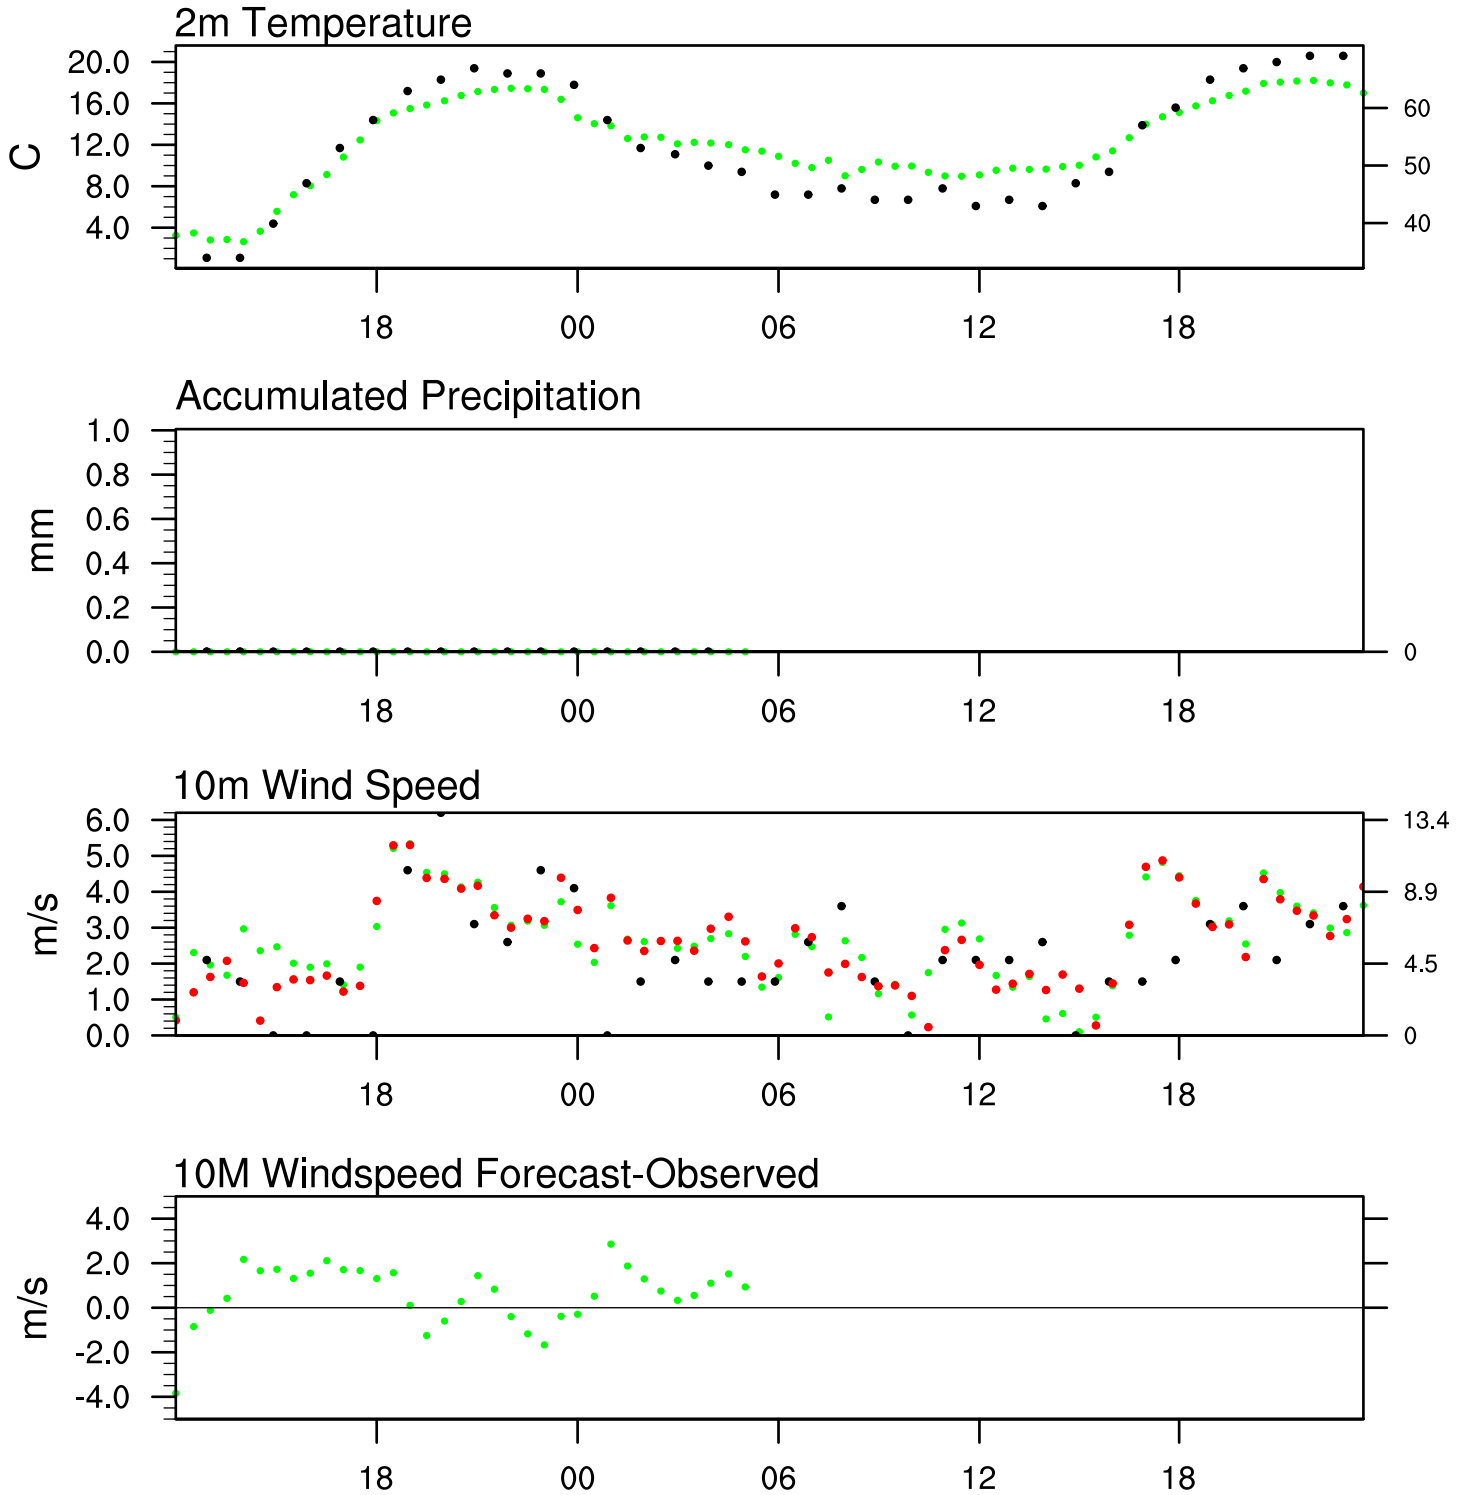 2m Temperature
20.0
16.0
12.0
8.0
4.0
C
60
50
40
18 00 06 12 18
Accumulated Precipitation
1.0
0.8
0.6
0.4
0.2
0.0
mm
0
18 00 06 12 18
10m Wind Speed
6.0
5.0
4.0
3.0
2.0
1.0
0.0
m/s
13.4
8.9
4.5
0
18 00 06 12 18
10M Windspeed Forecast-Observed
4.0
2.0
0.0
-2.0
-4.0
m/s
18 00 06 12 18